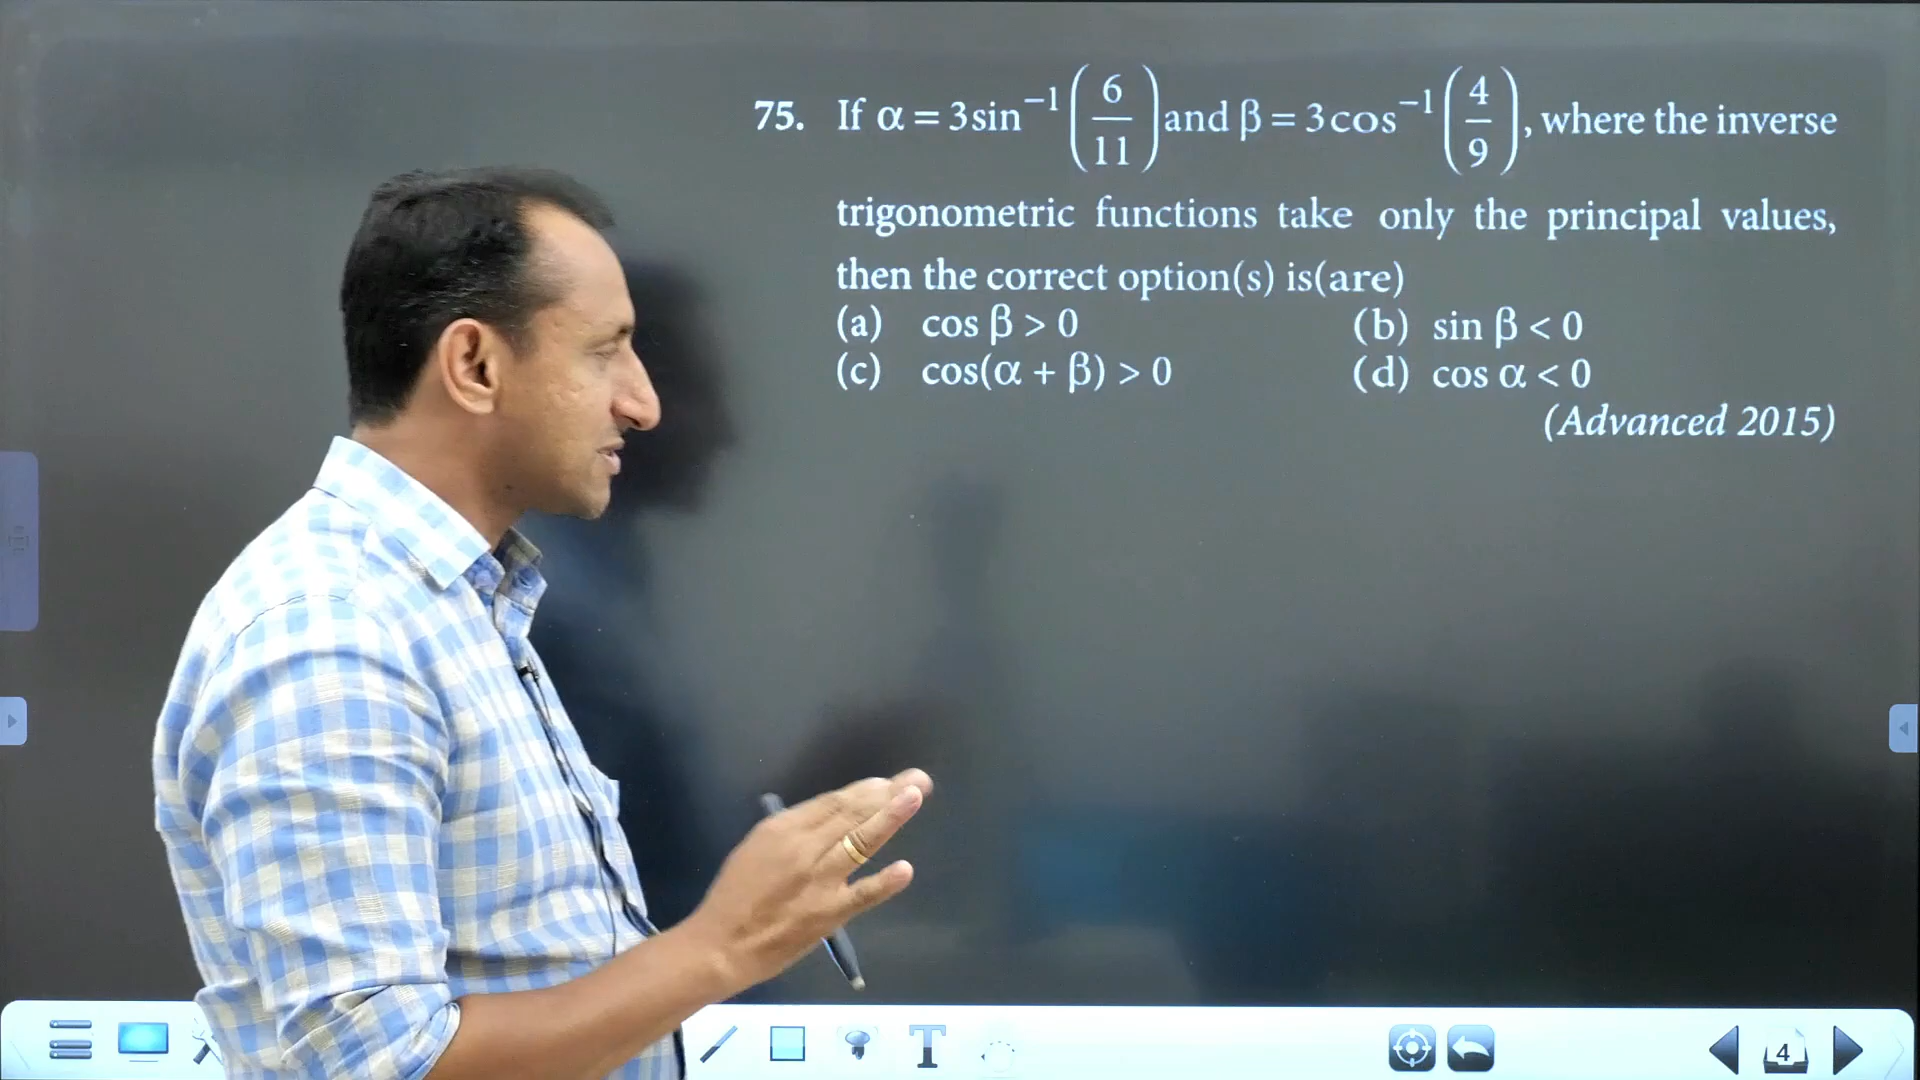 75. If α = 3sin⁻¹(6/11) and β = 3cos⁻¹(4/9), where the inverse
trigonometric functions take only the principal values,
then the correct option(s) is(are)
(a) cos β > 0 (b) sin β < 0
(c) cos(α + β) > 0 (d) cos α < 0
(Advanced 2015)
T 4